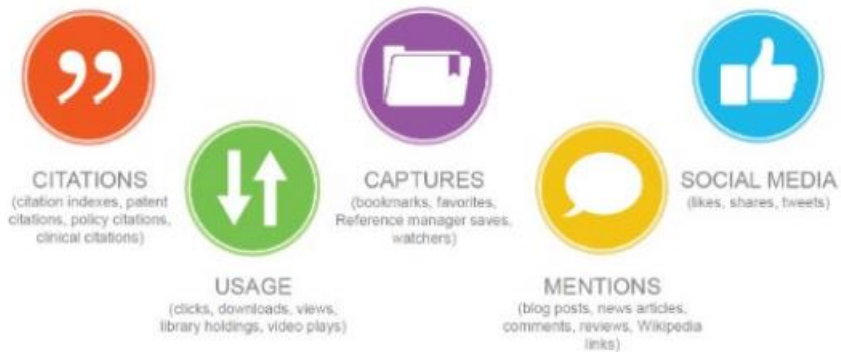 CITATIONS
(citation indexes, patent
citations, policy citations,
clinical citations)
USAGE
(clicks, downloads, views,
library holdings, video plays)
CAPTURES
(bookmarks, favorites,
Reference manager saves,
watchers)
MENTIONS
(blog posts, news articles,
comments, reviews, Wikipedia
links)
SOCIAL MEDIA
(likes, shares, tweets)